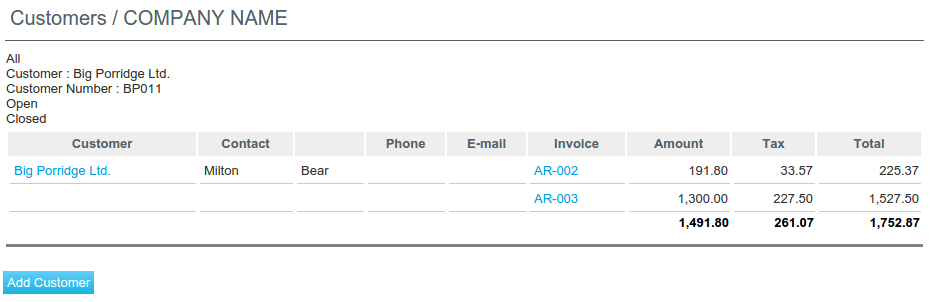 Customers / COMPANY NAME
All
Customer : Big Porridge Ltd.
Customer Number : BP011
Open
Closed
Customer Contact Phone E-mail Invoice Amount Tax Total
Big Porridge Ltd. Milton Bear AR-002 191.80 33.57 225.37
AR-003 1,300.00 227.50 1,527.50
1,491.80 261.07 1,752.87
Add Customer